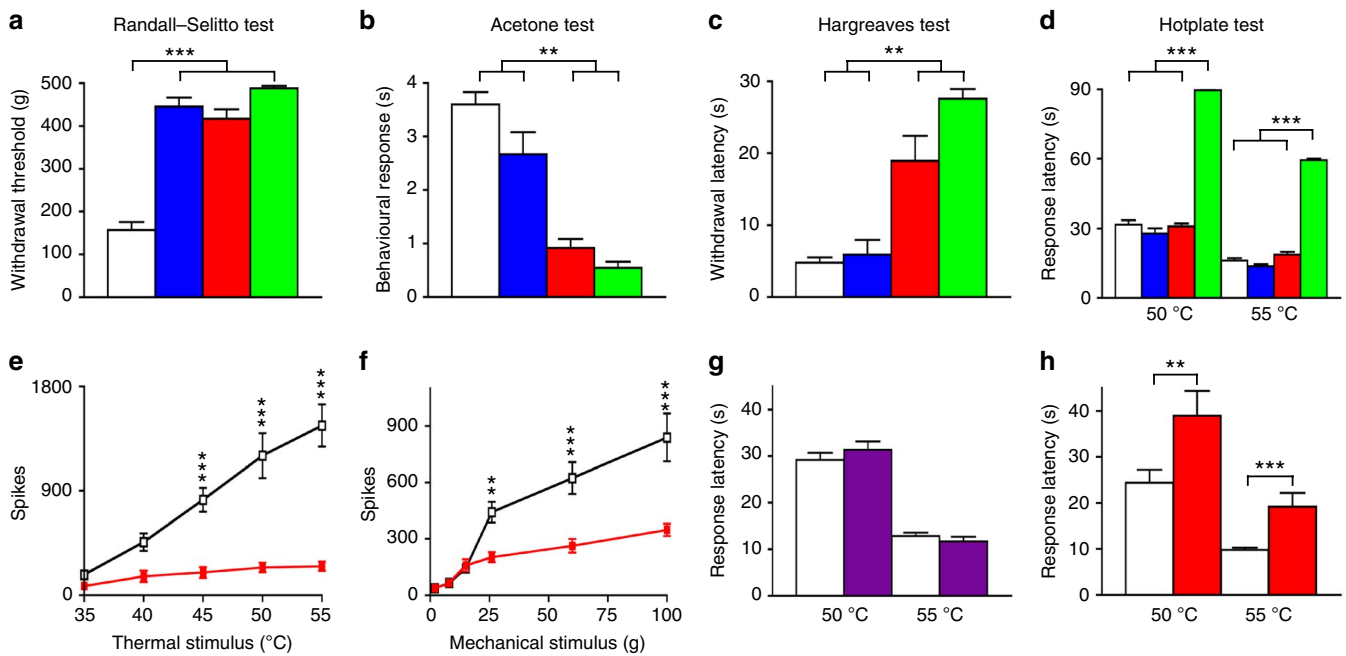 a
Randall–Selitto test
***
Withdrawal threshold (g)
500
400
300
200
100
0
b
Acetone test
**
Behavioural response (s)
4
3
2
1
0
c
Hargreaves test
**
Withdrawal latency (s)
30
20
10
0
d
Hotplate test
***
***
Response latency (s)
90
60
30
0
50 °C
55 °C
e
Spikes
1800
900
0
***
***
***
35
40
45
50
55
Thermal stimulus (°C)
f
Spikes
900
600
300
0
**
***
***
0
25
50
75
100
Mechanical stimulus (g)
g
Response latency (s)
40
30
20
10
0
50 °C
55 °C
h
Response latency (s)
40
30
20
10
0
**
***
50 °C
55 °C